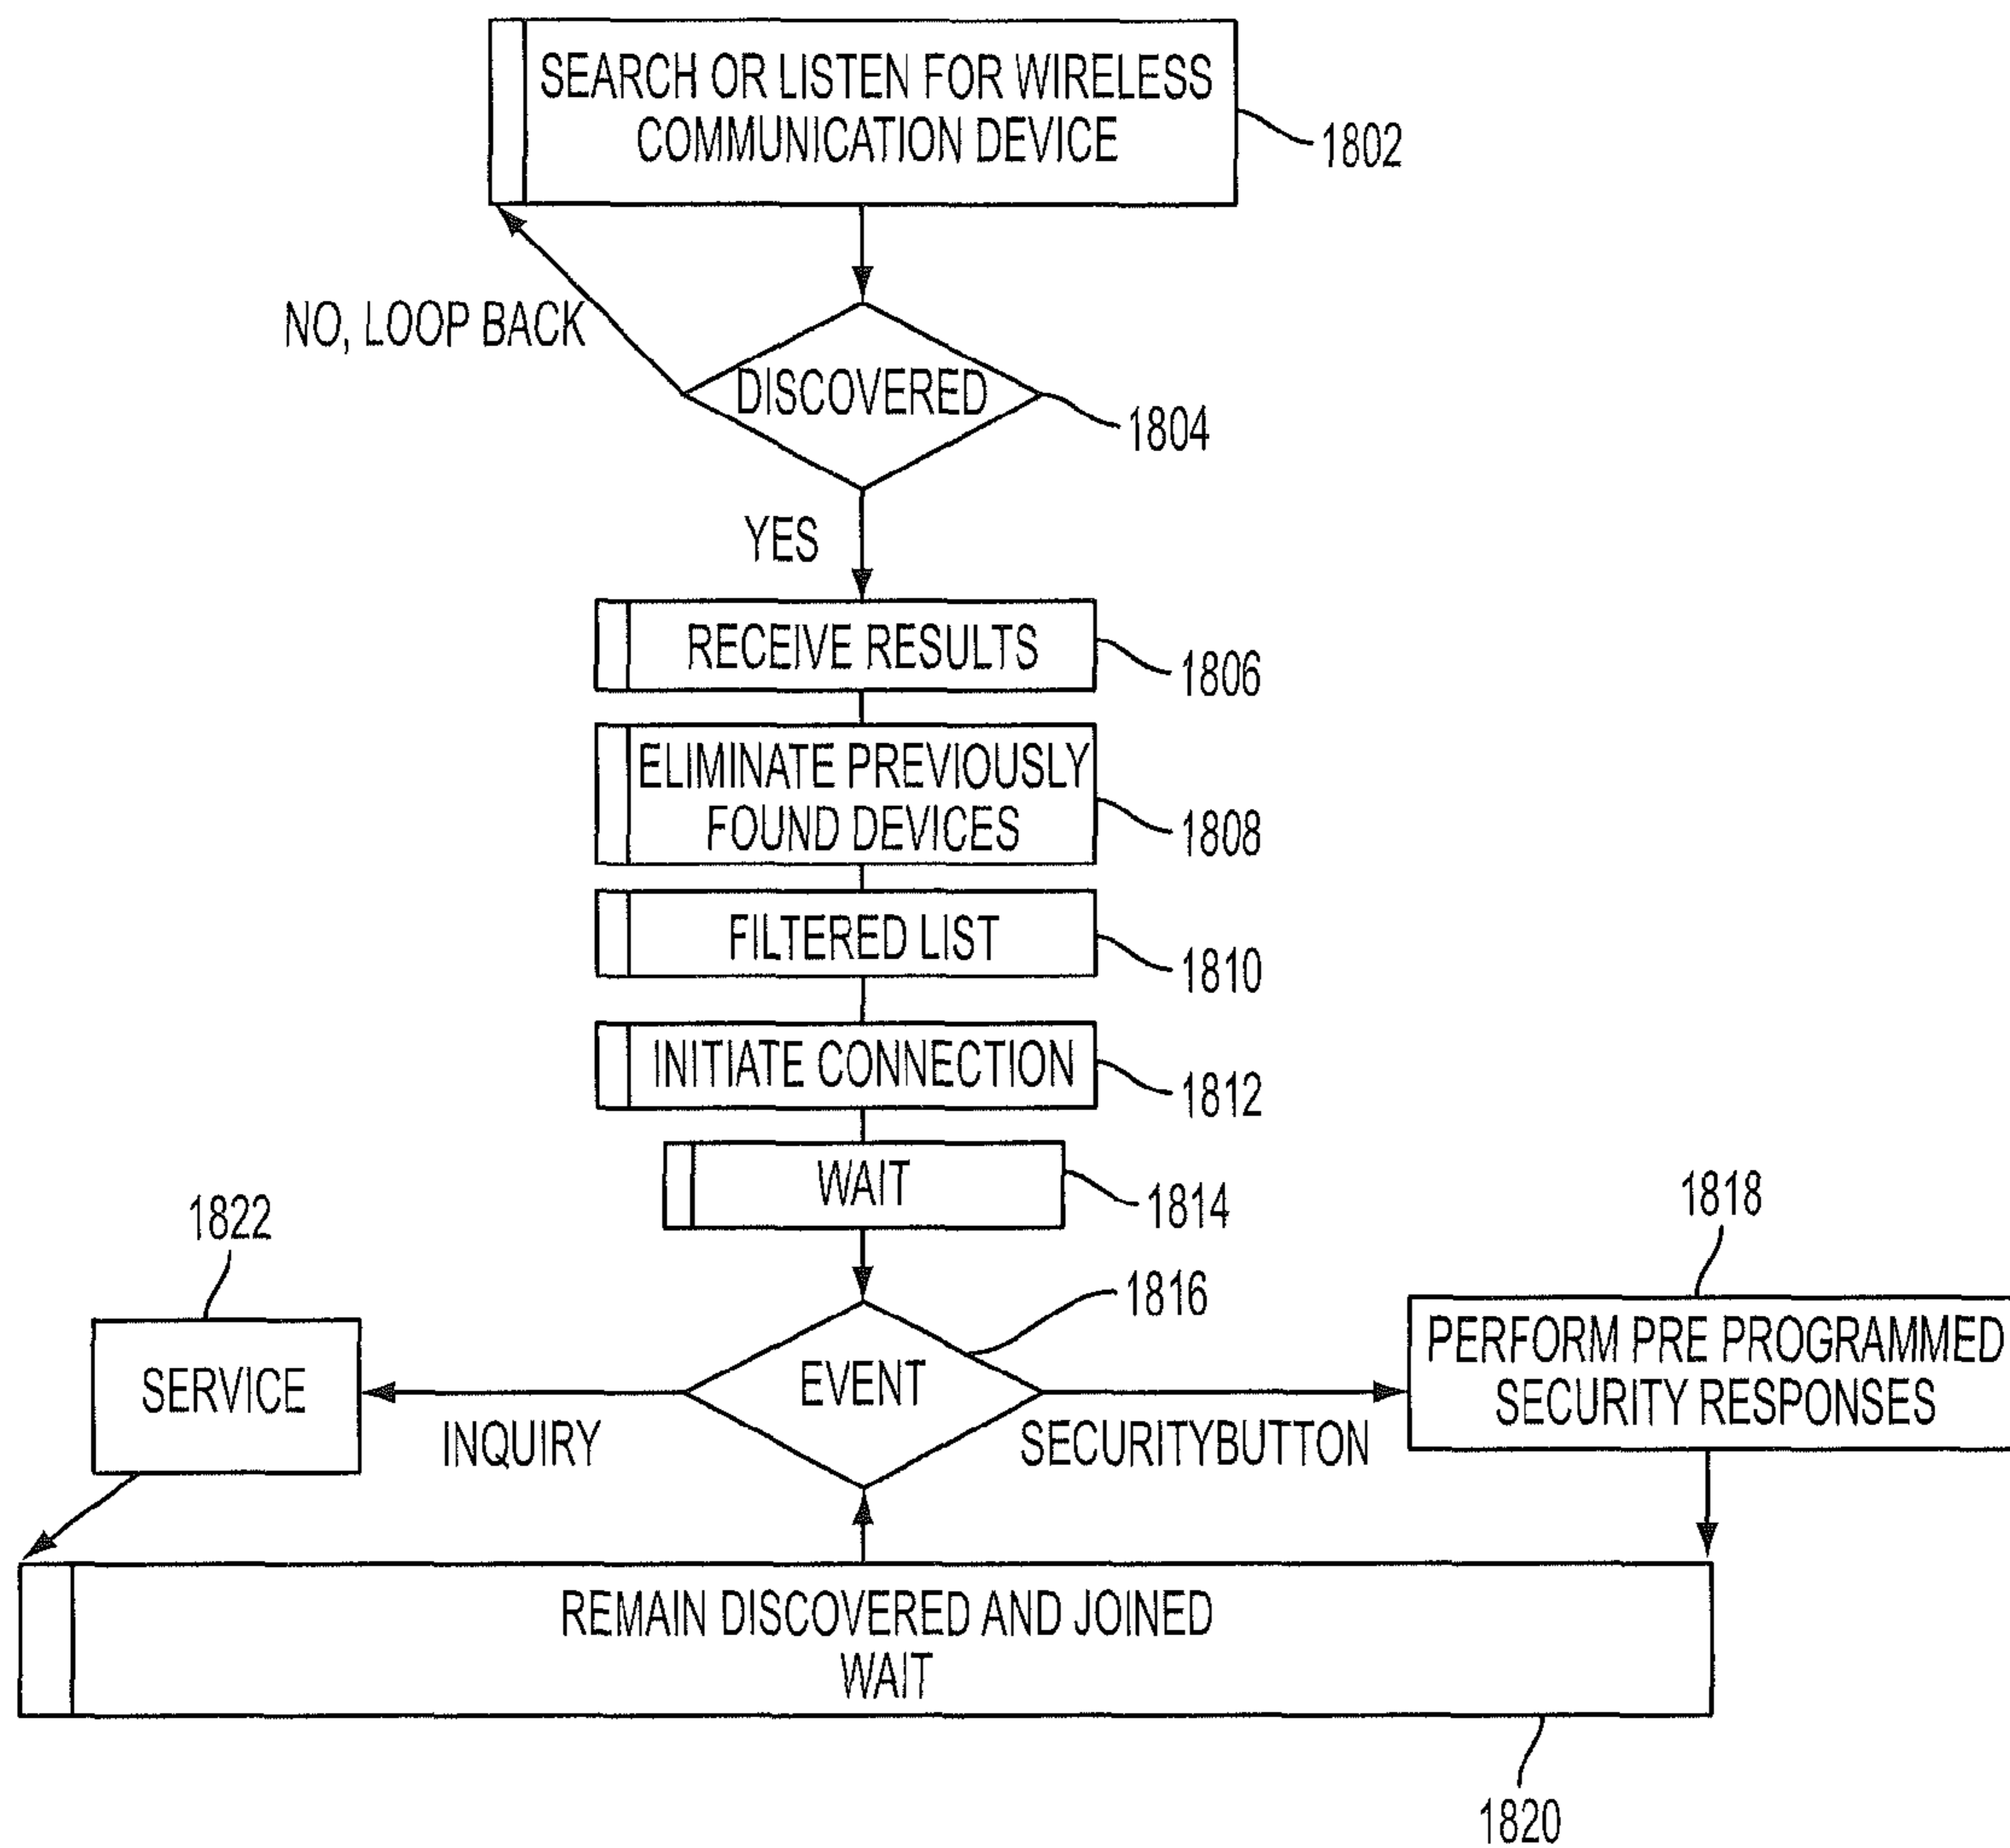 SEARCH OR LISTEN FOR WIRELESS
COMMUNICATION DEVICE
1802
NO, LOOP BACK
DISCOVERED
1804
YES
RECEIVE RESULTS
1806
ELIMINATE PREVIOUSLY
FOUND DEVICES
1808
FILTERED LIST
1810
INITIATE CONNECTION
1812
WAIT
1814
1822
1816
1818
SERVICE
INQUIRY
EVENT
SECURITYBUTTON
PERFORM PRE PROGRAMMED
SECURITY RESPONSES
REMAIN DISCOVERED AND JOINED
WAIT
1820